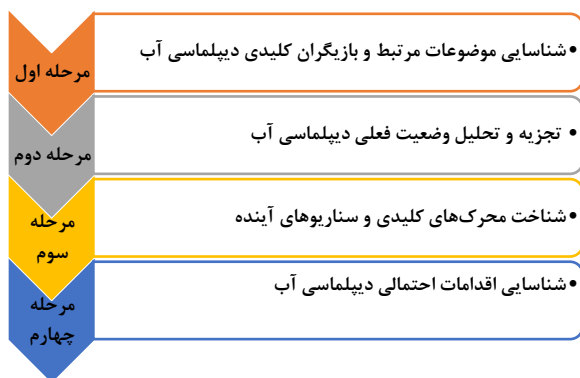 مرحله اول
•شناسایی موضوعات مرتبط و بازیگران کلیدی دیپلماسی آب
مرحله دوم
• تجزیه و تحلیل وضعیت فعلی دیپلماسی آب
مرحله
سوم
•شناخت محرک‌های کلیدی و سناریوهای آینده
مرحله
چهارم
•شناسایی اقدامات احتمالی دیپلماسی آب